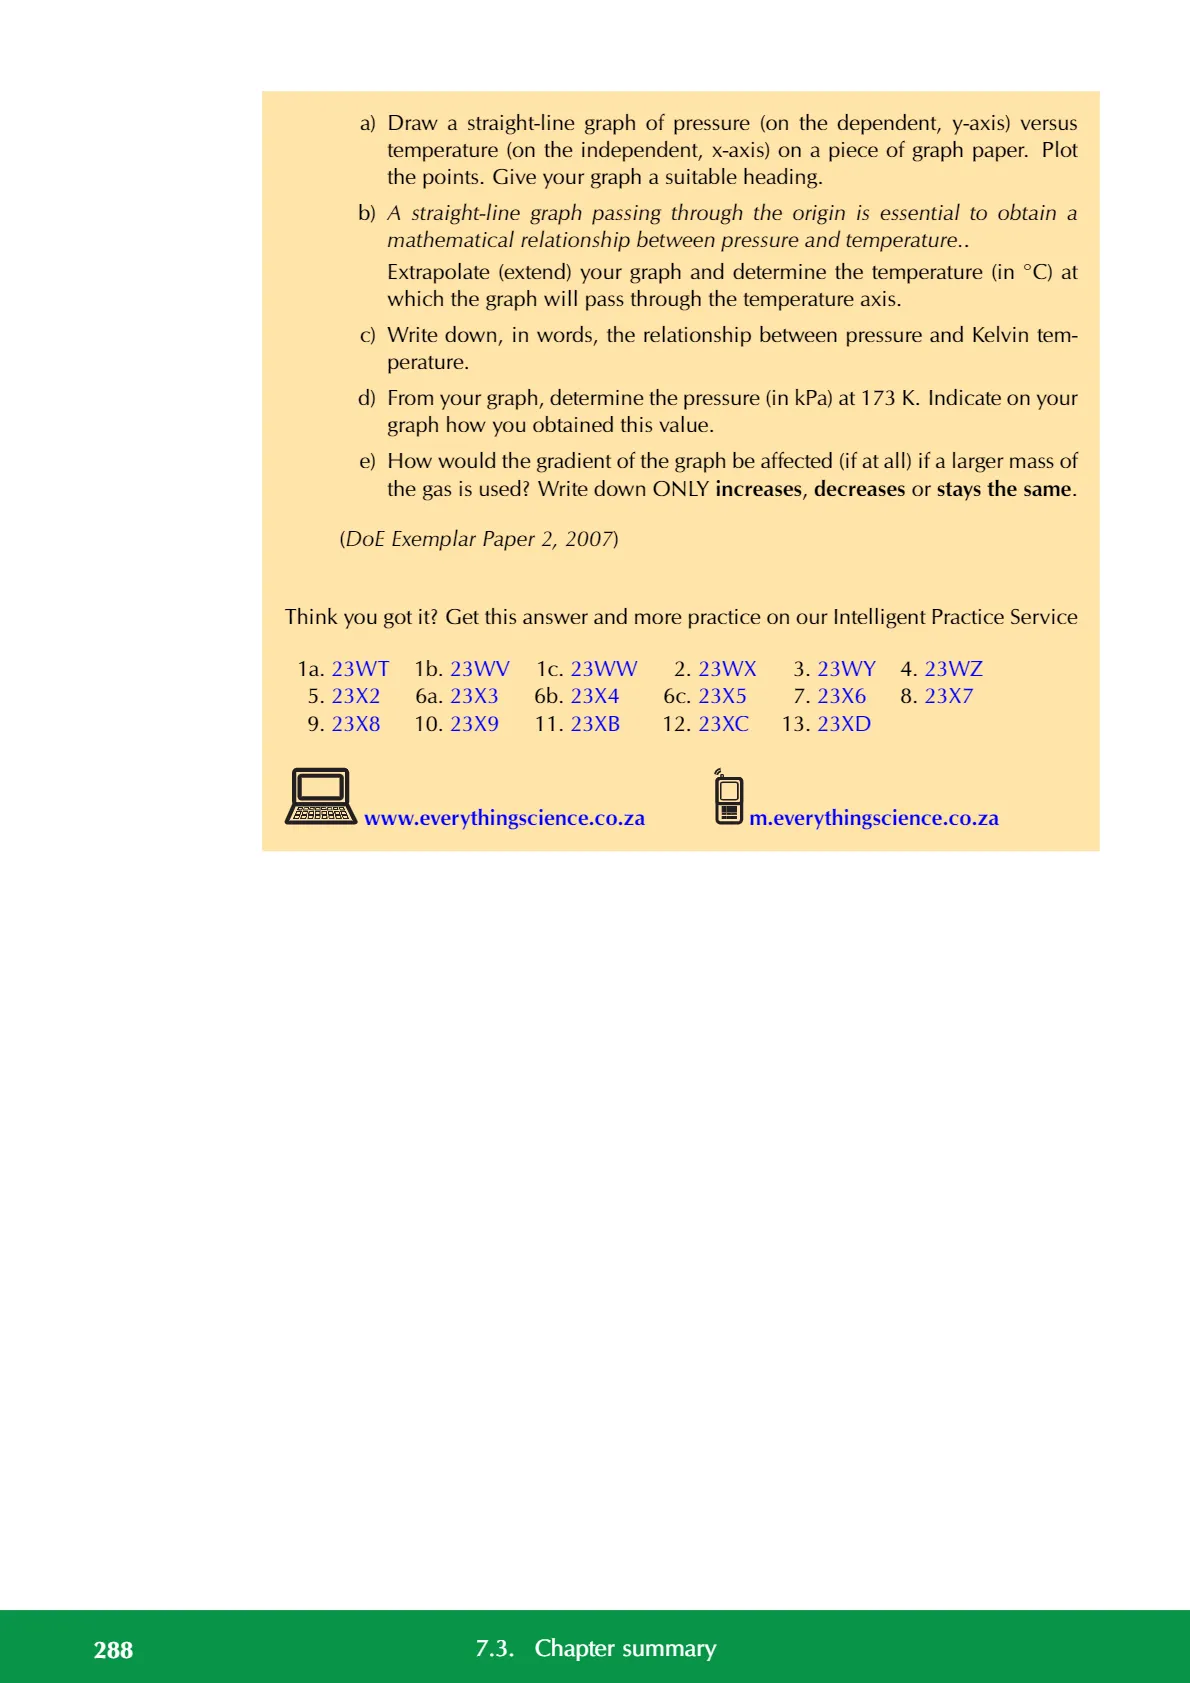 a) Draw a straight-line graph of pressure (on the dependent, y-axis) versus
temperature (on the independent, x-axis) on a piece of graph paper. Plot
the points. Give your graph a suitable heading.
b) A straight-line graph passing through the origin is essential to obtain a
mathematical relationship between pressure and temperature..
Extrapolate (extend) your graph and determine the temperature (in °C) at
which the graph will pass through the temperature axis.
c) Write down, in words, the relationship between pressure and Kelvin tem-
perature.
d) From your graph, determine the pressure (in kPa) at 173 K. Indicate on your
graph how you obtained this value.
e) How would the gradient of the graph be affected (if at all) if a larger mass of
the gas is used? Write down ONLY increases, decreases or stays the same.
(DoE Exemplar Paper 2, 2007)
Think you got it? Get this answer and more practice on our Intelligent Practice Service
1a. 23WT 1b. 23WV 1c. 23WW 2. 23WX 3. 23WY 4. 23WZ
5. 23X2 6a. 23X3 6b. 23X4 6c. 23X5 7. 23X6 8. 23X7
9. 23X8 10. 23X9 11. 23XB 12. 23XC 13. 23XD
www.everythingscience.co.za m.everythingscience.co.za
288 7.3. Chapter summary